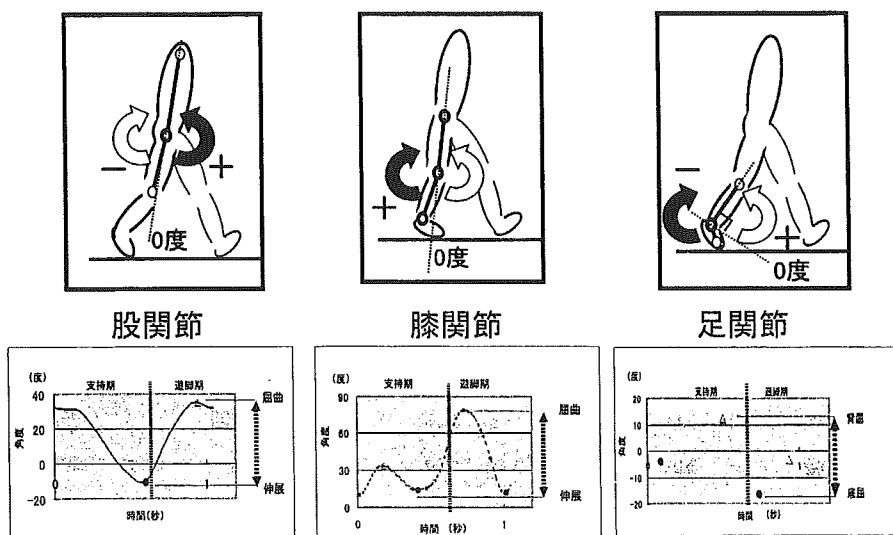 − +
0度
+
0度
−
+
0度
股関節
膝関節
足関節
(度)
支持期
遊脚期
屈曲
40
20
0
-20
角度
伸展
時間(秒)
(度)
支持期
遊脚期
屈曲
90
60
30
0
角度
伸展
0
1
時間 (秒)
(度)
支持期
遊脚期
背屈
20
10
0
-10
-20
角度
底屈
時間 (秒)